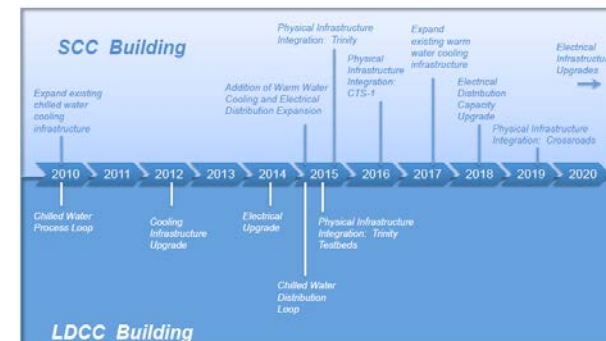 SCC Building
Physical Infrastructure
Integration: Trinity
Expand
existing warm
water cooling
infrastructure
Electrical
Infrastructure
Upgrades
Physical
Infrastructure
Integration:
CTS-1
Expand existing
chilled water
cooling
infrastructure
Addition of Warm Water
Cooling and Electrical
Distribution Expansion
Electrical
Distribution
Capacity
Upgrade
Physical Infrastructure
Integration: Crossroads
2010 2011 2012 2013 2014 2015 2016 2017 2018 2019 2020
Chilled Water
Process Loop
Cooling
Infrastructure
Upgrade
Electrical
Upgrade
Physical Infrastructure
Integration: Trinity
Testbeds
Chilled Water
Distribution
Loop
LDCC Building